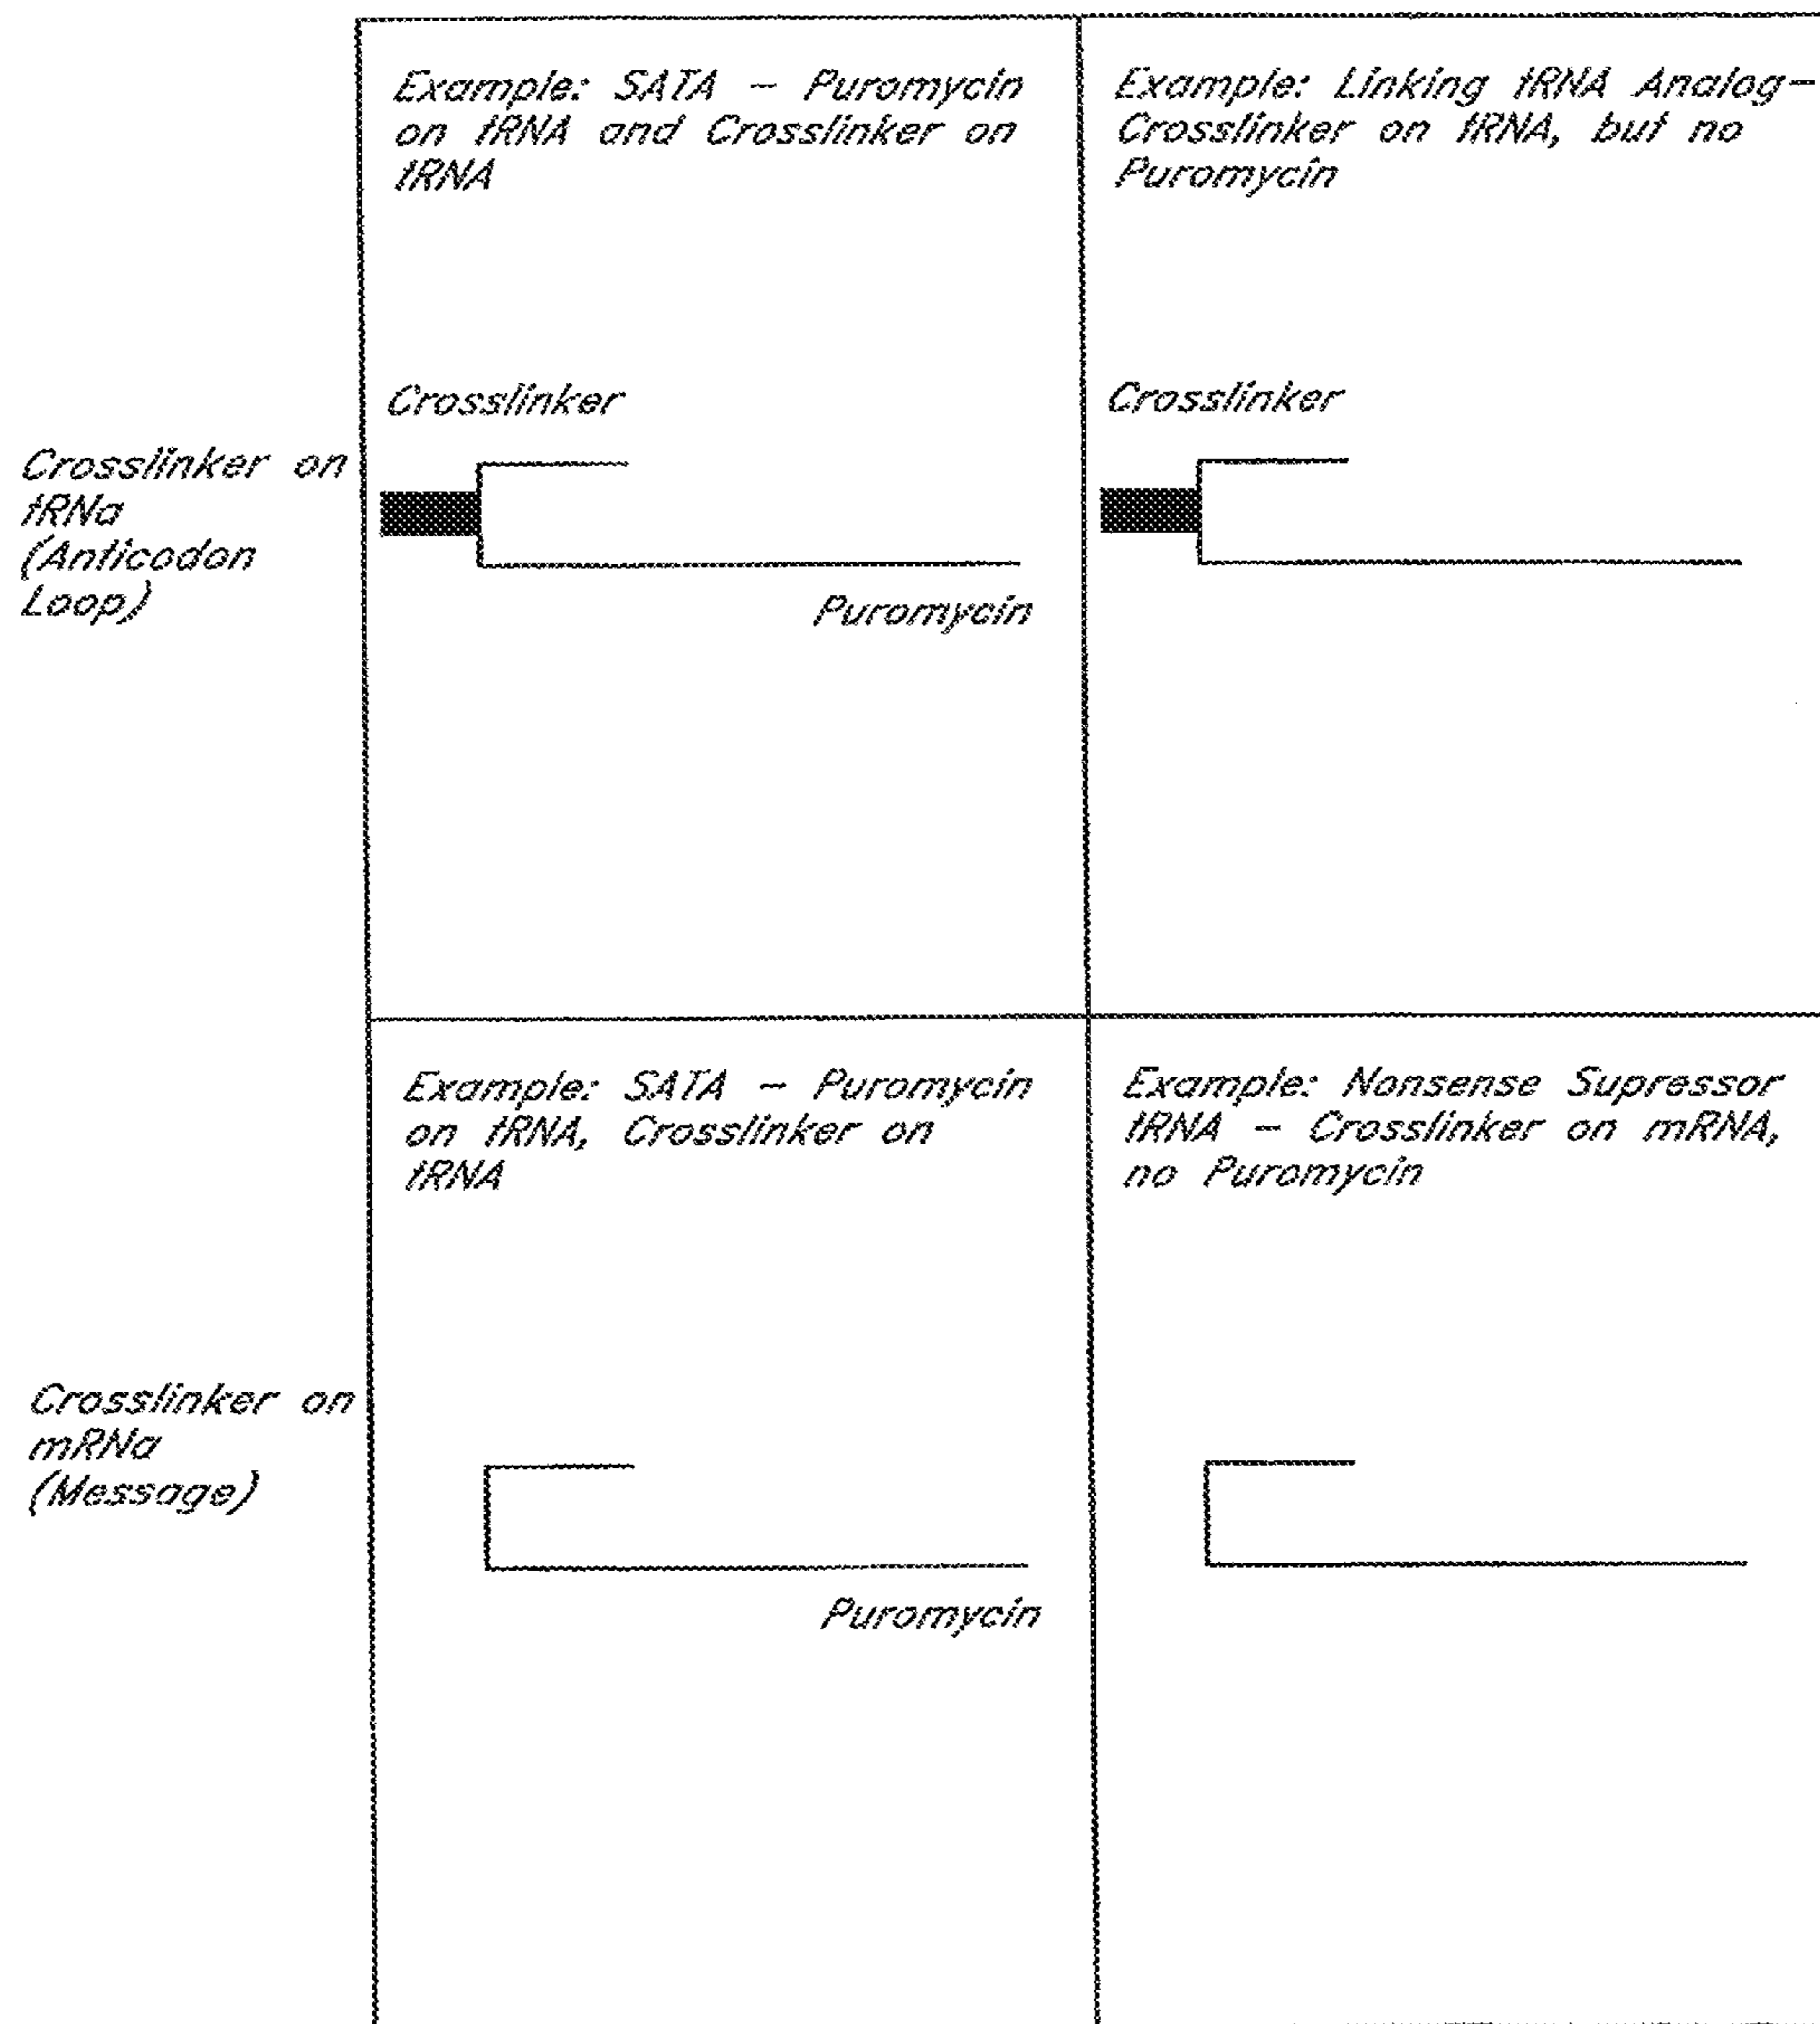 Example: SATA – Puromycin
on tRNA and Crosslinker on
tRNA
Example: Linking tRNA Analog–
Crosslinker on tRNA, but no
Puromycin
Crosslinker on
tRNa
(Anticodon
Loop)
Crosslinker
Puromycin
Crosslinker
Example: SATA – Puromycin
on tRNA, Crosslinker on
tRNA
Example: Nonsense Supressor
tRNA – Crosslinker on mRNA,
no Puromycin
Crosslinker on
mRNa
(Message)
Puromycin